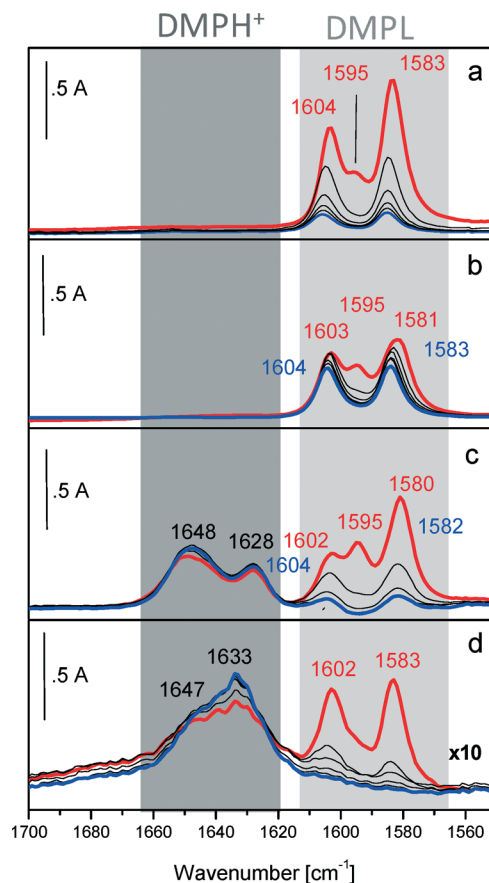 DMPH⁺ DMPL
a
.5 A
1595
1583
1604
b
.5 A
1603
1595
1581
1604
1583
c
.5 A
1580
1648
1628
1602
1595
1582
1604
d
.5 A
1633
1647
1602
1583
x10
1700 1680 1660 1640 1620 1600 1580 1560
Wavenumber [cm⁻¹]